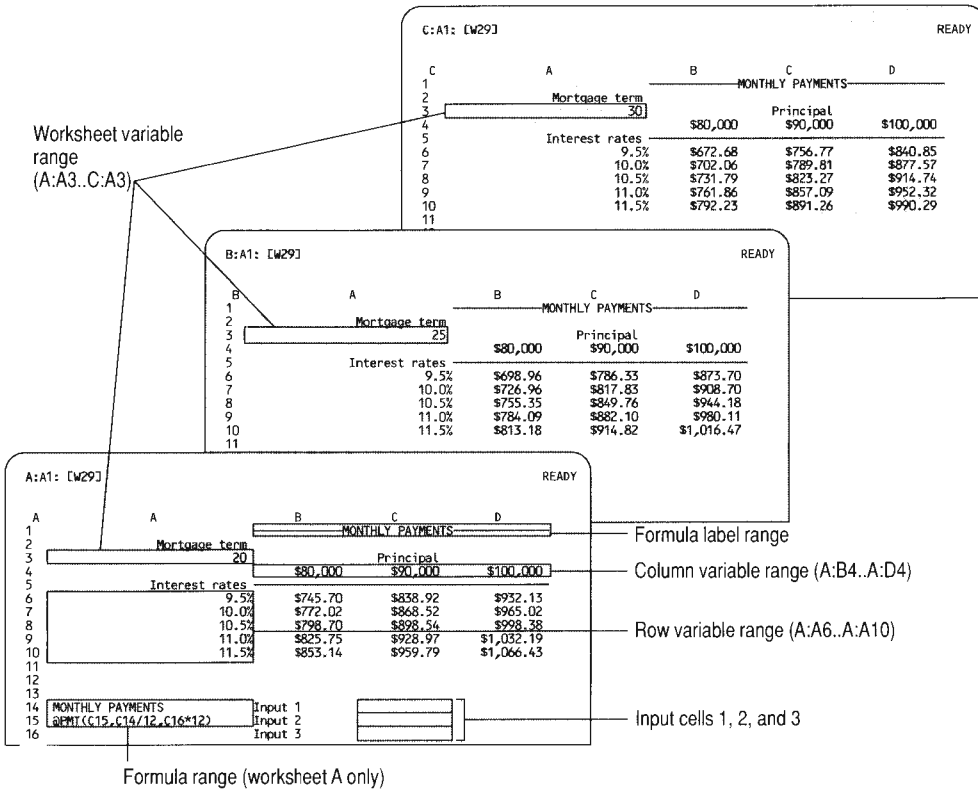 C:A1: [W29] READY
C A B C D
1 MONTHLY PAYMENTS
2 Mortgage term
3 30 Principal
4 $80,000 $90,000 $100,000
5 Interest rates
6 9.5% $672.68 $756.77 $840.85
7 10.0% $702.06 $789.81 $877.57
8 10.5% $731.79 $823.27 $914.74
9 11.0% $761.86 $857.09 $952.32
10 11.5% $792.23 $891.26 $990.29
11
Worksheet variable
range
(A:A3..C:A3)
B:A1: [W29] READY
B A B C D
1 MONTHLY PAYMENTS
2 Mortgage term
3 25 Principal
4 $80,000 $90,000 $100,000
5 Interest rates
6 9.5% $698.96 $786.33 $873.70
7 10.0% $726.96 $817.83 $908.70
8 10.5% $755.35 $849.76 $944.18
9 11.0% $784.09 $882.10 $980.11
10 11.5% $813.18 $914.82 $1,016.47
11
A:A1: [W29] READY
A A B C D
1 MONTHLY PAYMENTS
2 Mortgage term
3 20 Principal
4 $80,000 $90,000 $100,000
5 Interest rates
6 9.5% $745.70 $838.92 $932.13
7 10.0% $772.02 $868.52 $965.02
8 10.5% $798.70 $898.54 $998.38
9 11.0% $825.75 $928.97 $1,032.19
10 11.5% $853.14 $959.79 $1,066.43
11
12
13
14 MONTHLY PAYMENTS Input 1
15 @PMT(C15,C14/12,C16*12) Input 2
16 Input 3
Formula label range
Column variable range (A:B4..A:D4)
Row variable range (A:A6..A:A10)
Input cells 1, 2, and 3
Formula range (worksheet A only)